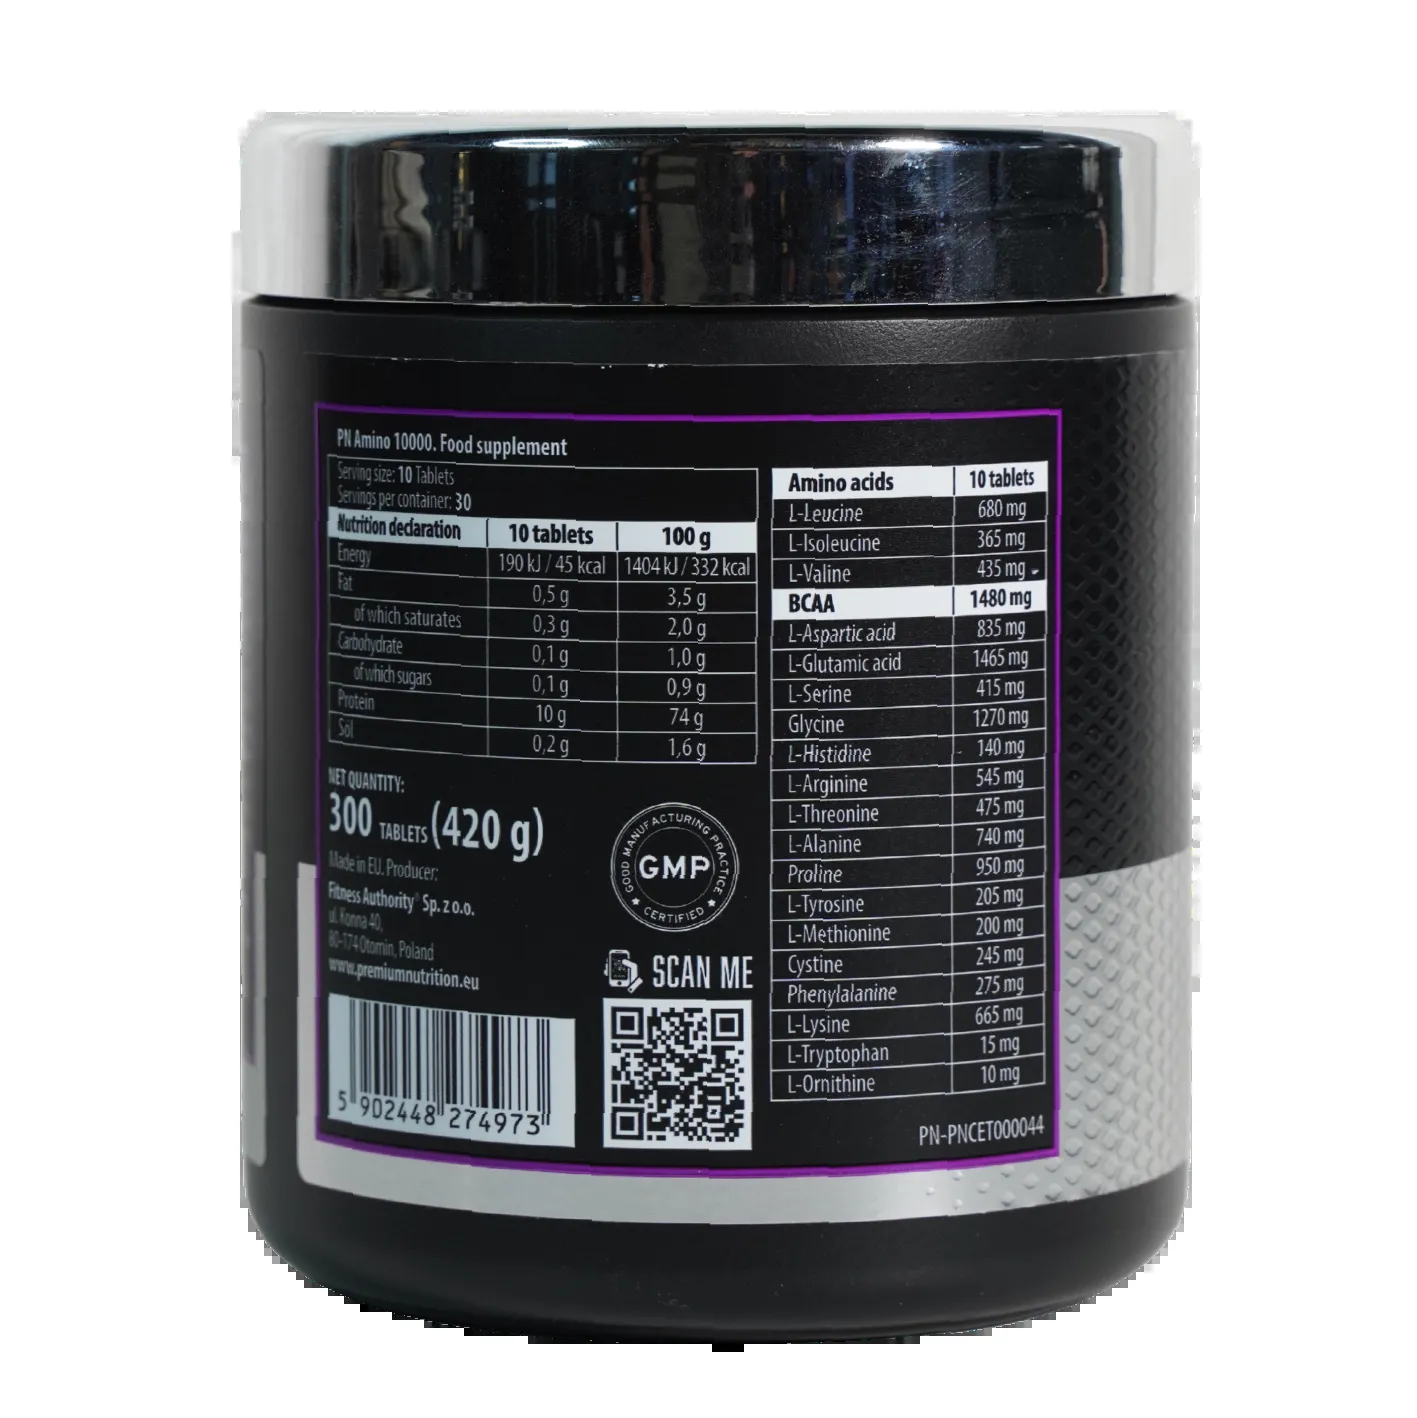 PN Amino 10000. Food supplement
Serving size: 10 Tablets
Servings per container: 30
Nutrition declaration 10 tablets 100 g
Energy 190 kJ / 45 kcal 1404 kJ / 332 kcal
Fat 0,5 g 3,5 g
of which saturates 0,3 g 2,0 g
Carbohydrate 0,1 g 1,0 g
of which sugars 0,1 g 0,9 g
Protein 10 g 74 g
Söl 0,2 g 1,6 g
NET QUANTITY:
300 TABLETS (420 g)
Made in EU. Producer:
Fitness Authority® Sp. z o.o.
ul. Konna 40,
80-174 Otomin, Poland
www.premiumnutrition.eu
5 902448 274973
GOOD MANUFACTURING PRACTICE
GMP
CERTIFIED
SCAN ME
Amino acids 10 tablets
L-Leucine 680 mg
L-Isoleucine 365 mg
L-Valine 435 mg
BCAA 1480 mg
L-Aspartic acid 835 mg
L-Glutamic acid 1465 mg
L-Serine 415 mg
Glycine 1270 mg
L-Histidine 140 mg
L-Arginine 545 mg
L-Threonine 475 mg
L-Alanine 740 mg
Proline 950 mg
L-Tyrosine 205 mg
L-Methionine 200 mg
Cystine 245 mg
Phenylalanine 275 mg
L-Lysine 665 mg
L-Tryptophan 15 mg
L-Ornithine 10 mg
PN-PNCET000044